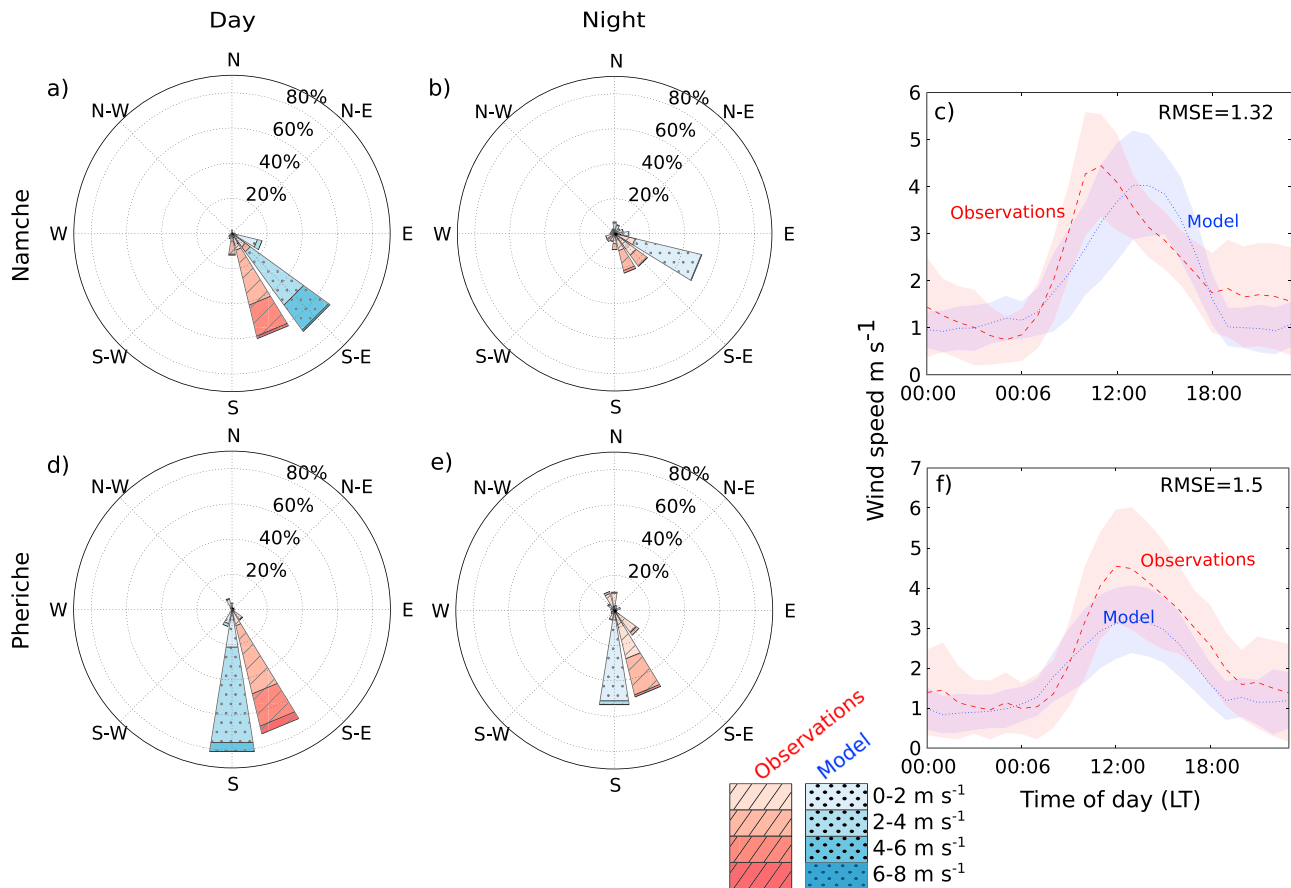 Day
Night
Namche
a)
N
N-W
N-E
80%
60%
40%
20%
W
E
S-W
S-E
S
b)
N
N-W
N-E
80%
60%
40%
20%
W
E
S-W
S-E
S
c)
RMSE=1.32
Observations
Model
6
5
4
3
2
1
0
00:00
00:06
12:00
18:00
Wind speed m s⁻¹
Pheriche
d)
N
N-W
N-E
80%
60%
40%
20%
W
E
S-W
S-E
S
e)
N
N-W
N-E
80%
60%
40%
20%
W
E
S-W
S-E
S
f)
RMSE=1.5
Observations
Model
7
6
5
4
3
2
1
0
00:00
00:06
12:00
18:00
Time of day (LT)
Observations
Model
0-2 m s⁻¹
2-4 m s⁻¹
4-6 m s⁻¹
6-8 m s⁻¹